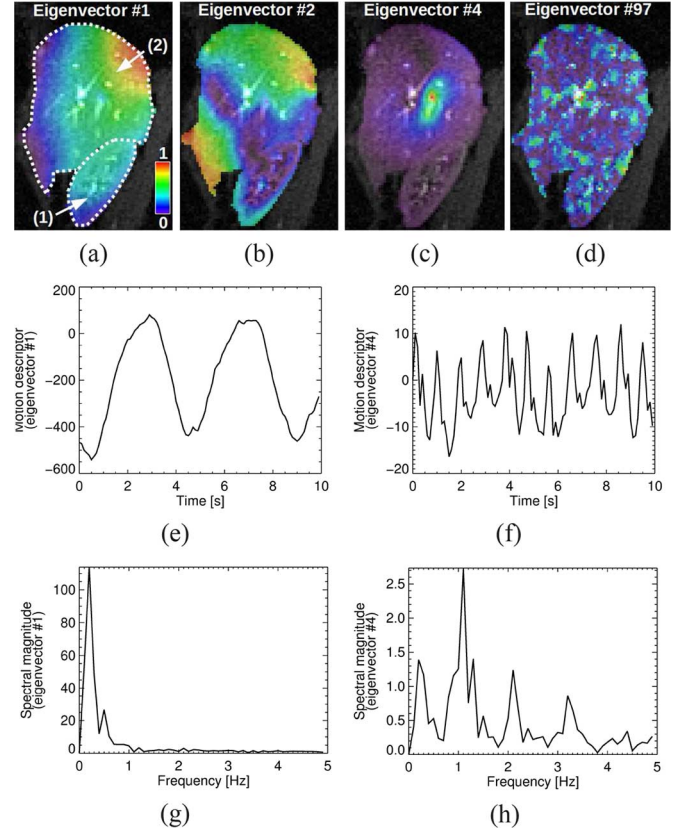 Eigenvector #1 Eigenvector #2 Eigenvector #4 Eigenvector #97
(2)
1
(1)
0
(a) (b) (c) (d)
200
0
-200
-400
-600
Motion descriptor
(eigenvector #1)
0 2 4 6 8 10
Time [s]
(e)
20
10
0
-10
-20
Motion descriptor
(eigenvector #4)
0 2 4 6 8 10
Time [s]
(f)
100
80
60
40
20
0
Spectral magnitude
(eigenvector #1)
0 1 2 3 4 5
Frequency [Hz]
(g)
2.5
2.0
1.5
1.0
0.5
0.0
Spectral magnitude
(eigenvector #4)
0 1 2 3 4 5
Frequency [Hz]
(h)